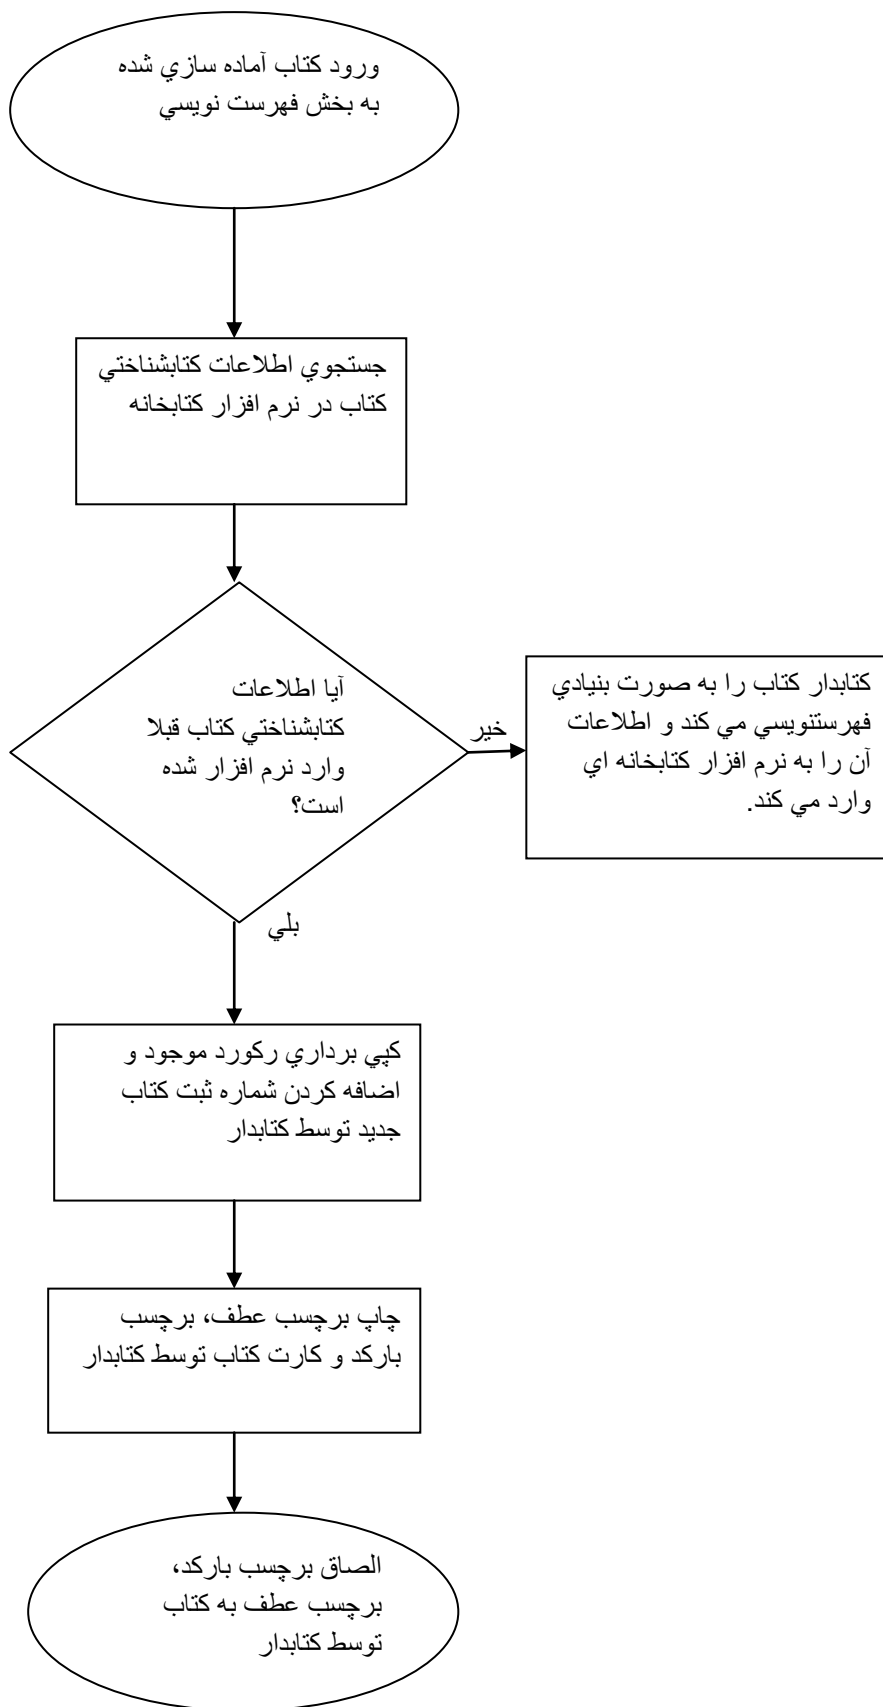 ورود كتاب آماده سازي شده
به بخش فهرست نويسي
جستجوي اطلاعات كتابشناختي
كتاب در نرم افزار كتابخانه
آيا اطلاعات
كتابشناختي كتاب قبلا
وارد نرم افزار شده
است؟
خير
كتابدار كتاب را به صورت بنيادي
فهرستنويسي مي كند و اطلاعات
آن را به نرم افزار كتابخانه اي
وارد مي كند.
بلي
كپي برداري ركورد موجود و
اضافه كردن شماره ثبت كتاب
جديد توسط كتابدار
چاپ برچسب عطف، برچسب
باركد و كارت كتاب توسط كتابدار
الصاق برچسب باركد،
برچسب عطف به كتاب
توسط كتابدار